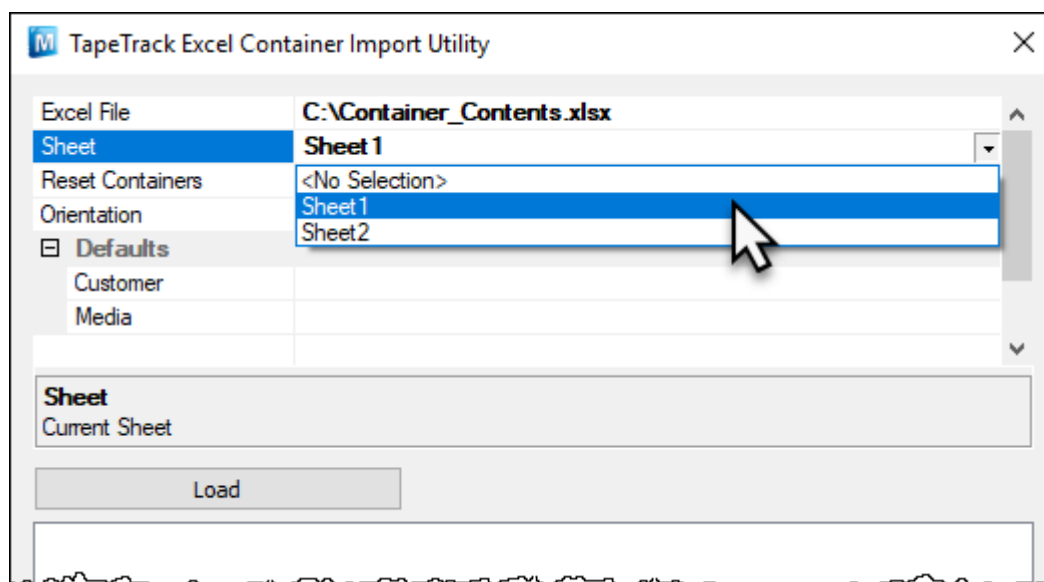 M TapeTrack Excel Container Import Utility
Excel File C:\Container_Contents.xlsx
Sheet Sheet1
Reset Containers <No Selection>
Sheet1
Orientation
Sheet2
Defaults
Customer
Media
Sheet
Current Sheet
Load